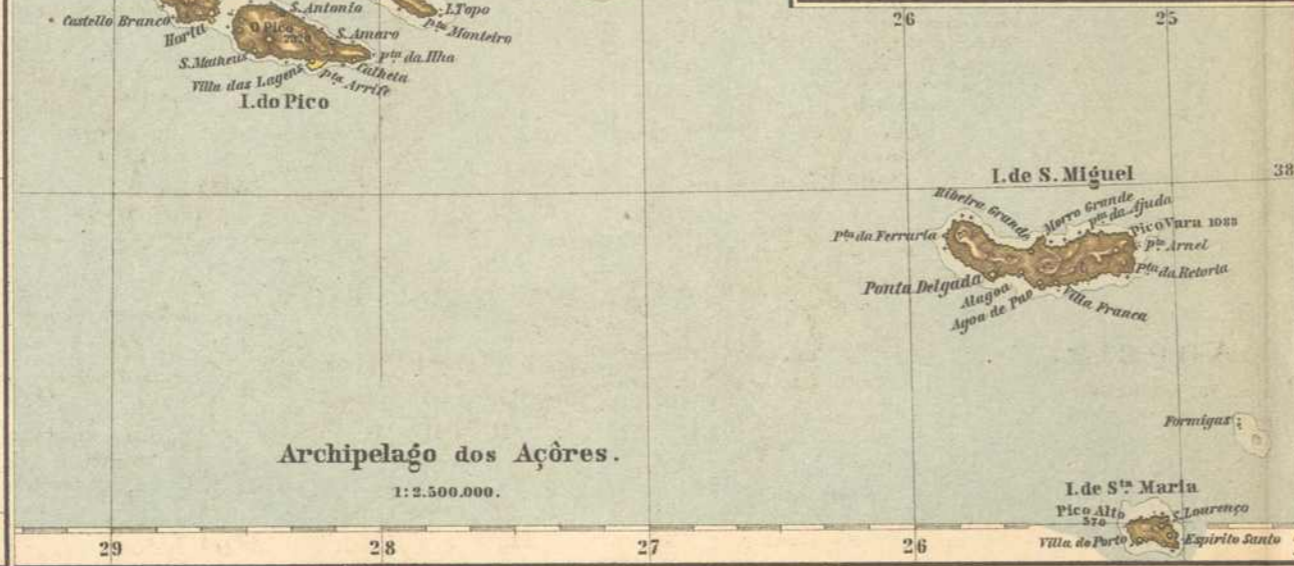 26
25
Castello Branco
Horta
S. Antonio
O Pico
2320
S. Amaro
I. Topo
Pta Monteiro
Pta da Ilha
Calheta
Pta Arrife
S. Matheus
Villa das Lagens
I. do Pico
38
I. de S. Miguel
Ribeira Grande
Morro Grande
Pta da Ajuda
Pico Vara 1088
Pta da Ferraria
Pta Arnel
Pta da Retoria
Ponta Delgada
Alagoa
Agoa de Pao
Villa Franca
Formigas
Archipelago dos Açôres.
1:2.500.000.
I. de Sta. Maria
Pico Alto
570
S. Lourenço
Villa do Porto
Espirito Santo
29
28
27
26